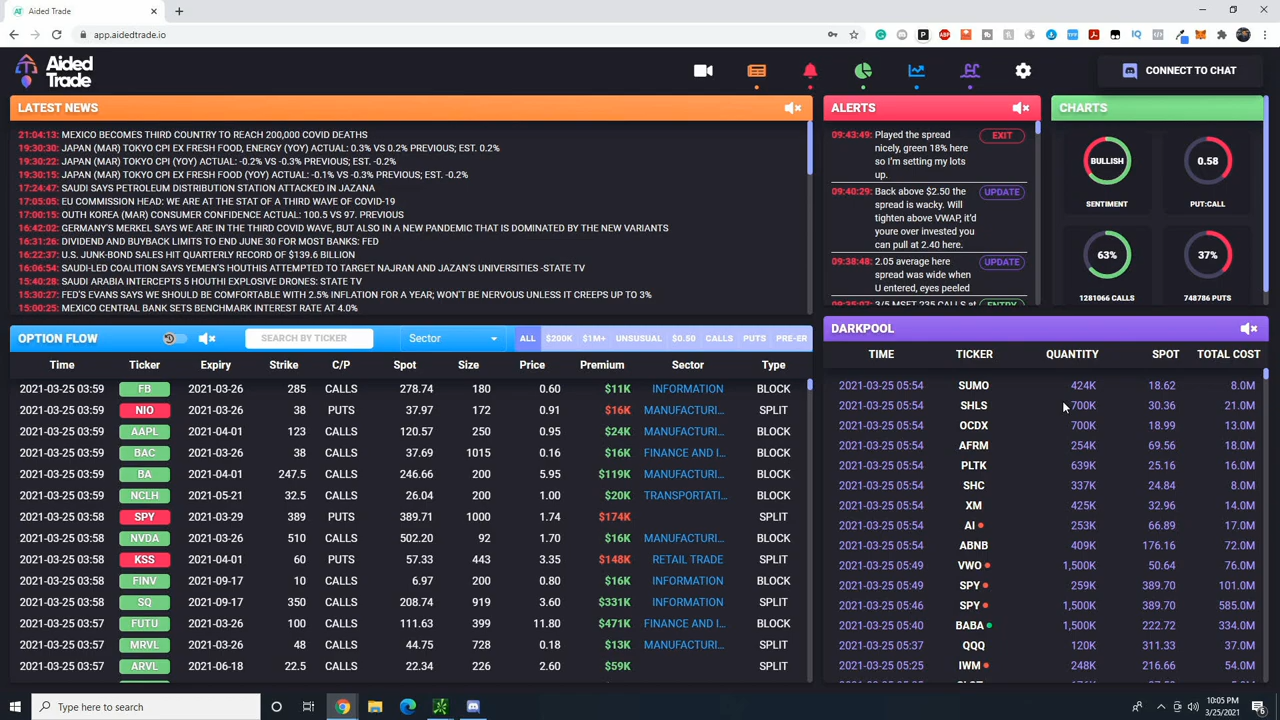 Aided Trade
app.aidedtrade.io
Aided
Trade
CONNECT TO CHAT
LATEST NEWS
21:04:13: MEXICO BECOMES THIRD COUNTRY TO REACH 200,000 COVID DEATHS
19:30:30: JAPAN (MAR) TOKYO CPI EX FRESH FOOD, ENERGY (YOY) ACTUAL: 0.3% VS 0.2% PREVIOUS; EST. 0.2%
19:30:22: JAPAN (MAR) TOKYO CPI (YOY) ACTUAL: -0.2% VS -0.3% PREVIOUS; EST. -0.2%
19:30:15: JAPAN (MAR) TOKYO CPI EX FRESH FOOD (YOY) ACTUAL: -0.1% VS -0.3% PREVIOUS; EST. -0.2%
17:24:47: SAUDI SAYS PETROLEUM DISTRIBUTION STATION ATTACKED IN JAZANA
17:05:05: EU COMMISSION HEAD: WE ARE AT THE STAT OF A THIRD WAVE OF COVID-19
17:00:15: OUTH KOREA (MAR) CONSUMER CONFIDENCE ACTUAL: 100.5 VS 97. PREVIOUS
16:42:02: GERMANY'S MERKEL SAYS WE ARE IN THE THIRD COVID WAVE, BUT ALSO IN A NEW PANDEMIC THAT IS DOMINATED BY THE NEW VARIANTS
16:31:26: DIVIDEND AND BUYBACK LIMITS TO END JUNE 30 FOR MOST BANKS: FED
16:22:37: U.S. JUNK-BOND SALES HIT QUARTERLY RECORD OF $139.6 BILLION
16:06:54: SAUDI-LED COALITION SAYS YEMEN'S HOUTHIS ATTEMPTED TO TARGET NAJRAN AND JAZAN'S UNIVERSITIES -STATE TV
15:40:28: SAUDI ARABIA INTERCEPTS 5 HOUTHI EXPLOSIVE DRONES: STATE TV
15:30:27: FED'S EVANS SAYS WE SHOULD BE COMFORTABLE WITH 2.5% INFLATION FOR A YEAR; WON'T BE NERVOUS UNLESS IT CREEPS UP TO 3%
15:00:25: MEXICO CENTRAL BANK SETS BENCHMARK INTEREST RATE AT 4.0%
ALERTS
09:43:49: Played the spread EXIT
nicely, green 18% here
so I'm setting my lots
up.
09:40:29: Back above $2.50 the UPDATE
spread is wacky. Will
tighten above VWAP, it'd
youre over invested you
can pull at 2.40 here.
09:38:48: 2.05 average here UPDATE
spread was wide when
U entered, eyes peeled
09:35:07: 3/5 MSFT 235 CALLS at ENTRY
CHARTS
BULLISH 0.58
SENTIMENT PUT:CALL
63% 37%
1281066 CALLS 748786 PUTS
OPTION FLOW SEARCH BY TICKER Sector ALL $200K $1M+ UNSUSUAL $0.50 CALLS PUTS PRE-ER
Time Ticker Expiry Strike C/P Spot Size Price Premium Sector Type
2021-03-25 03:59 FB 2021-03-26 285 CALLS 278.74 180 0.60 $11K INFORMATION BLOCK
2021-03-25 03:59 NIO 2021-03-26 38 PUTS 37.97 172 0.91 $16K MANUFACTURI... SPLIT
2021-03-25 03:59 AAPL 2021-04-01 123 CALLS 120.57 250 0.95 $24K MANUFACTURI... BLOCK
2021-03-25 03:59 BAC 2021-03-26 38 CALLS 37.69 1015 0.16 $16K FINANCE AND I... BLOCK
2021-03-25 03:59 BA 2021-04-01 247.5 CALLS 246.66 200 5.95 $119K MANUFACTURI... BLOCK
2021-03-25 03:59 NCLH 2021-05-21 32.5 CALLS 26.04 200 1.00 $20K TRANSPORTATI... BLOCK
2021-03-25 03:59 SPY 2021-03-29 389 PUTS 389.71 1000 1.74 $174K SPLIT
2021-03-25 03:58 NVDA 2021-03-26 510 CALLS 502.20 92 1.70 $16K MANUFACTURI... BLOCK
2021-03-25 03:58 KSS 2021-04-01 60 PUTS 57.33 443 3.35 $148K RETAIL TRADE SPLIT
2021-03-25 03:58 FINV 2021-09-17 10 CALLS 6.97 200 0.80 $16K INFORMATION BLOCK
2021-03-25 03:58 SQ 2021-09-17 350 CALLS 208.74 919 3.60 $331K INFORMATION SPLIT
2021-03-25 03:58 FUTU 2021-03-26 100 CALLS 111.63 399 11.80 $471K FINANCE AND I... BLOCK
2021-03-25 03:57 MRVL 2021-03-26 48 CALLS 44.75 728 0.18 $13K MANUFACTURI... SPLIT
2021-03-25 03:57 ARVL 2021-06-18 22.5 CALLS 22.34 226 2.60 $59K SPLIT
DARKPOOL
TIME TICKER QUANTITY SPOT TOTAL COST
2021-03-25 05:54 SUMO 424K 18.62 8.0M
2021-03-25 05:54 SHLS 700K 30.36 21.0M
2021-03-25 05:54 OCDX 700K 18.99 13.0M
2021-03-25 05:54 AFRM 254K 69.56 18.0M
2021-03-25 05:54 PLTK 639K 25.16 16.0M
2021-03-25 05:54 SHC 337K 24.84 8.0M
2021-03-25 05:54 XM 425K 32.96 14.0M
2021-03-25 05:54 AI 253K 66.89 17.0M
2021-03-25 05:54 ABNB 409K 176.16 72.0M
2021-03-25 05:49 VWO 1,500K 50.64 76.0M
2021-03-25 05:49 SPY 259K 389.70 101.0M
2021-03-25 05:46 SPY 1,500K 389.70 585.0M
2021-03-25 05:40 BABA 1,500K 222.72 334.0M
2021-03-25 05:37 QQQ 120K 311.33 37.0M
2021-03-25 05:25 IWM 248K 216.66 54.0M
Type here to search
10:05 PM
3/25/2021